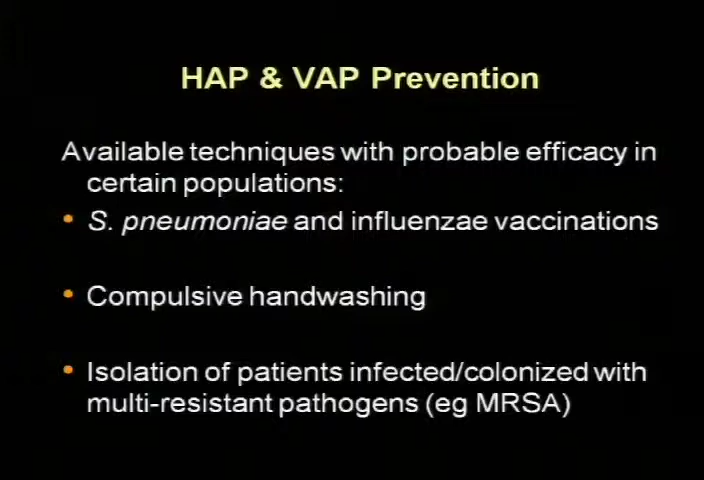 HAP & VAP Prevention
Available techniques with probable efficacy in
certain populations:
• S. pneumoniae and influenzae vaccinations
• Compulsive handwashing
• Isolation of patients infected/colonized with
multi-resistant pathogens (eg MRSA)